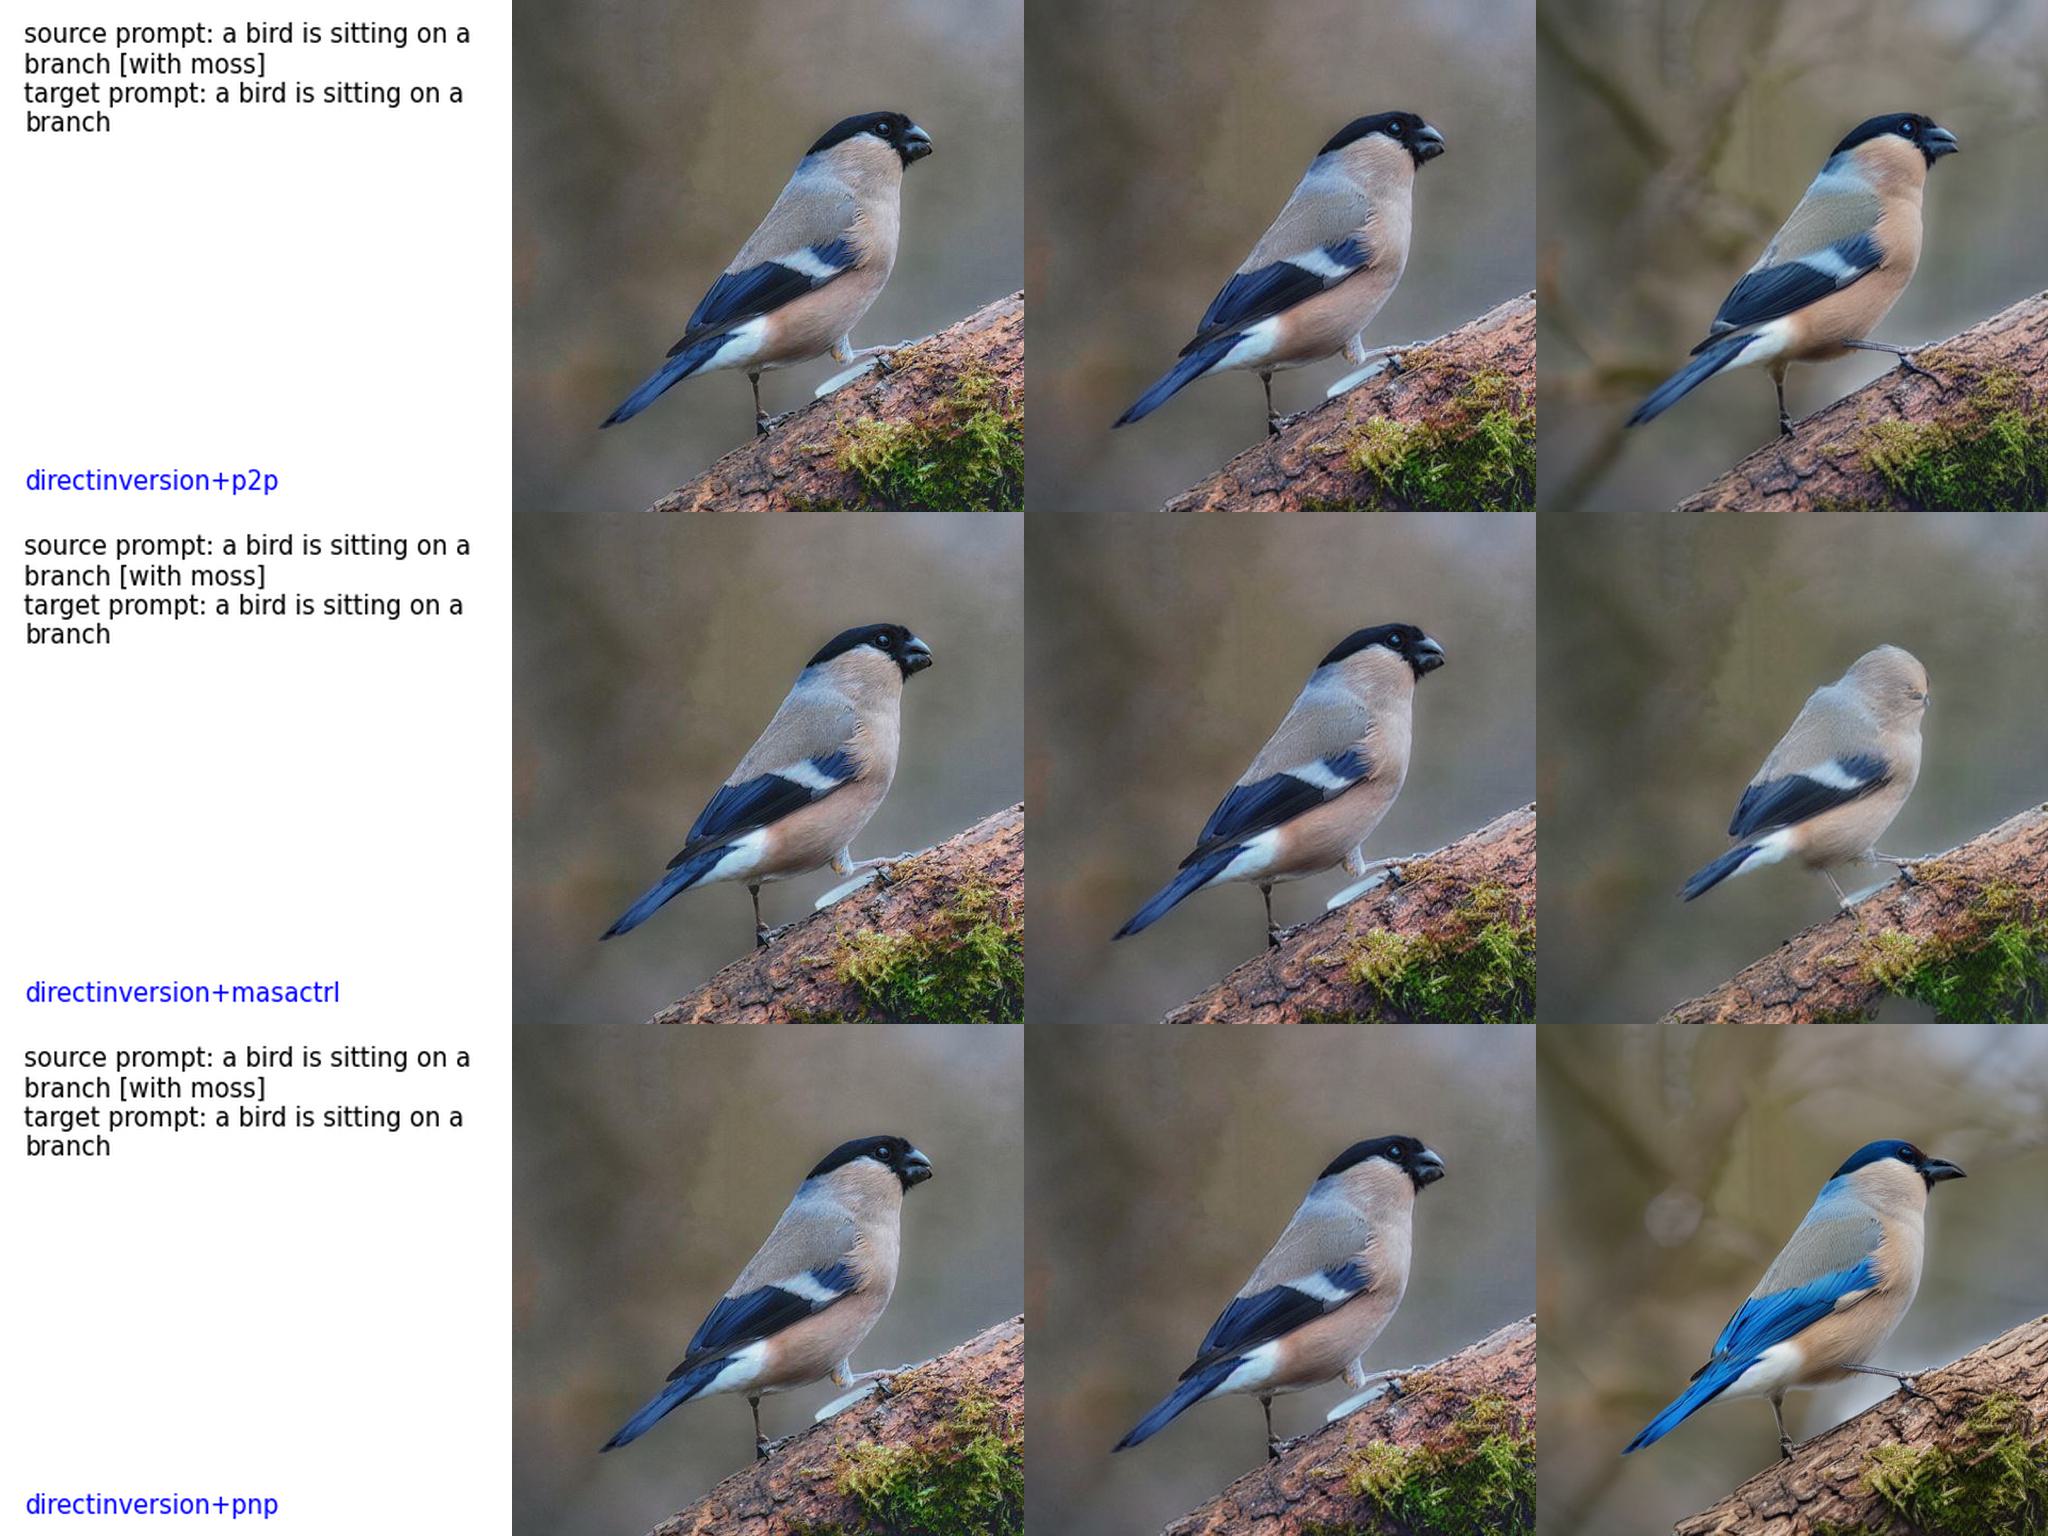 source prompt: a bird is sitting on a
branch [with moss]
target prompt: a bird is sitting on a
branch
directinversion+p2p
source prompt: a bird is sitting on a
branch [with moss]
target prompt: a bird is sitting on a
branch
directinversion+masactrl
source prompt: a bird is sitting on a
branch [with moss]
target prompt: a bird is sitting on a
branch
directinversion+pnp